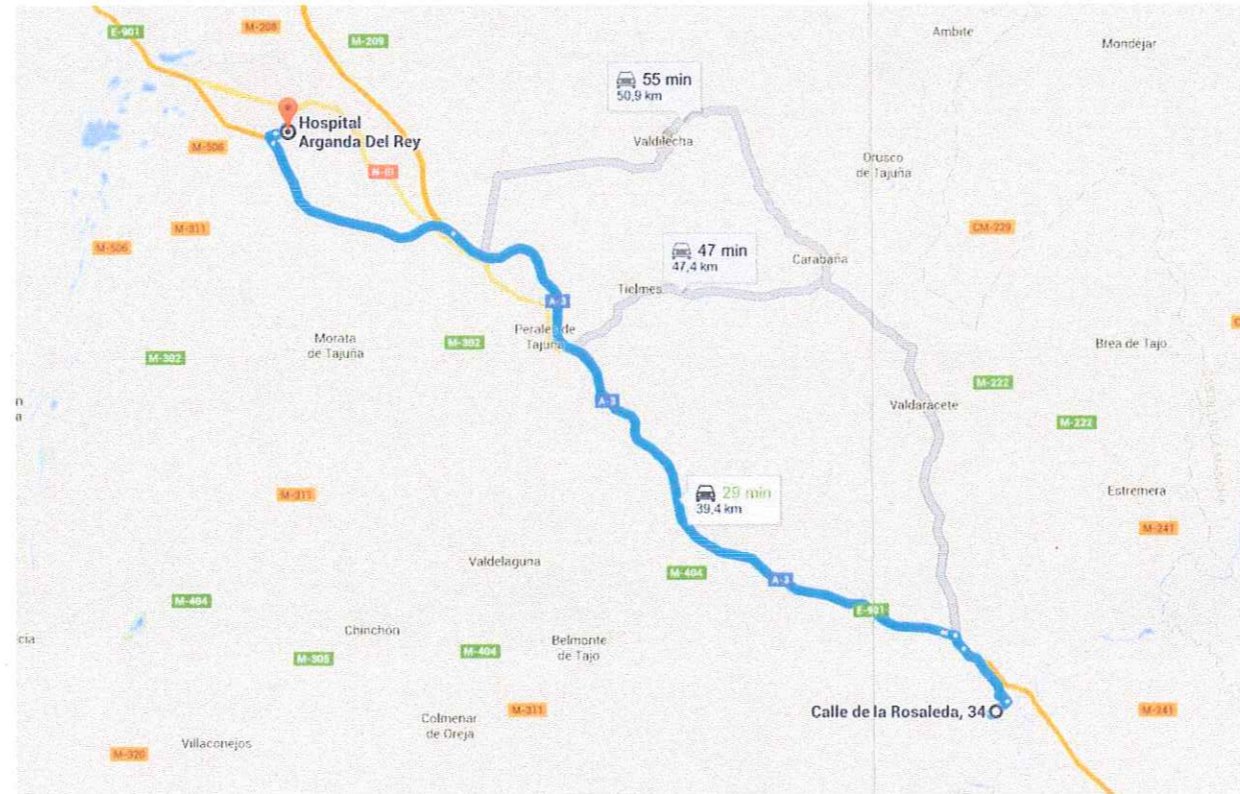 E-901
M-208
M-209
Ambite
Mondéjar
55 min
50,9 km
Hospital
Arganda Del Rey
Valdilecha
M-506
N-III
Orusco
de Tajuña
M-311
M-506
CM-229
47 min
47,4 km
Carabaña
Tielmes
A-3
Perales de
Tajuña
Morata
de Tajuña
M-302
M-302
Brea de Tajo
M-222
A-3
Valdaracete
M-222
29 min
39,4 km
M-311
Estremera
M-241
Valdelaguna
M-404
A-3
M-404
E-901
Chinchón
cia
M-305
M-404
Belmonte
de Tajo
Calle de la Rosaleda, 34
M-311
M-241
Colmenar
de Oreja
Villaconejos
M-320